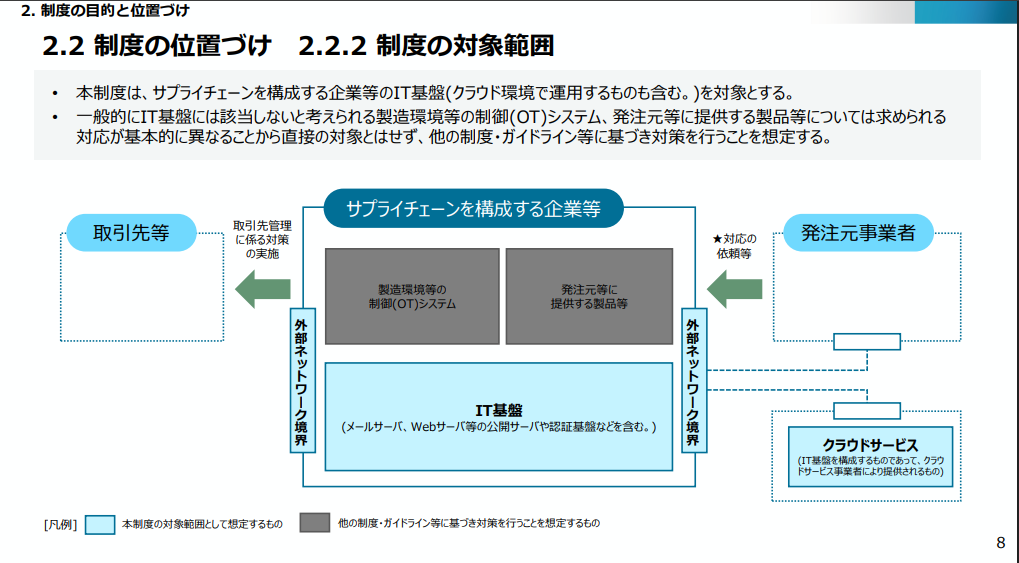 2. 制度の目的と位置づけ
2.2 制度の位置づけ　2.2.2 制度の対象範囲
• 本制度は、サプライチェーンを構成する企業等のIT基盤(クラウド環境で運用するものも含む。)を対象とする。
• 一般的にIT基盤には該当しないと考えられる製造環境等の制御(OT)システム、発注元等に提供する製品等については求められる
対応が基本的に異なることから直接の対象とはせず、他の制度・ガイドライン等に基づき対策を行うことを想定する。
サプライチェーンを構成する企業等
取引先等
取引先管理
に係る対策
の実施
製造環境等の
制御(OT)システム
発注元等に
提供する製品等
★対応の
依頼等
発注元事業者
外部ネットワーク境界
IT基盤
(メールサーバ、Webサーバ等の公開サーバや認証基盤などを含む。)
外部ネットワーク境界
クラウドサービス
(IT基盤を構成するものであって、クラウ
ドサービス事業者により提供されるもの)
[凡例]
本制度の対象範囲として想定するもの
他の制度・ガイドライン等に基づき対策を行うことを想定するもの
8